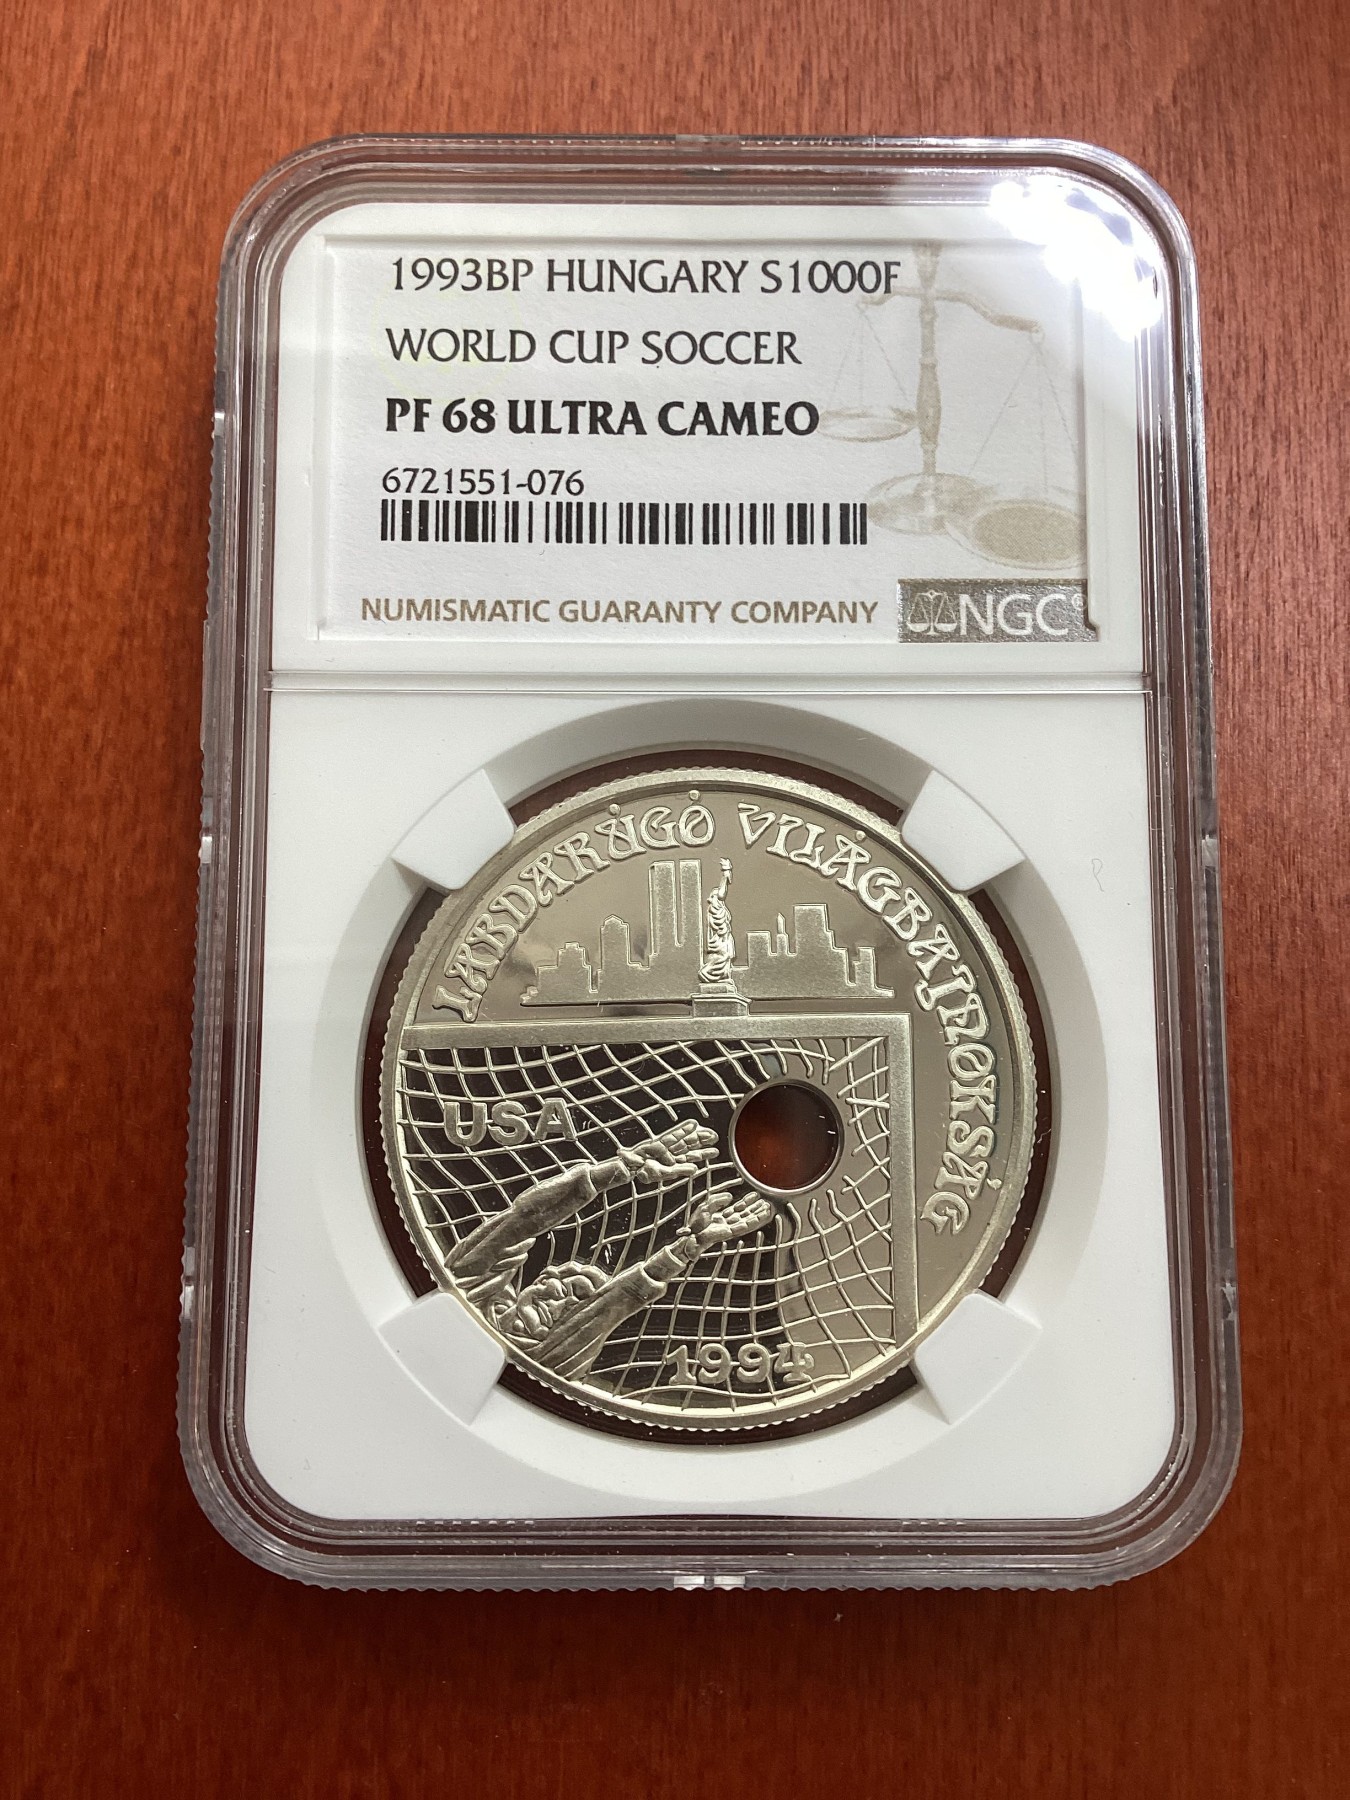 1993BP HUNGARY S1000F
WORLD CUP SOCCER
PF 68 ULTRA CAMEO
6721551-076
NUMISMATIC GUARANTY COMPANY
NGC®
LABDARÚGÓ VILÁGBAJNOKSÁG
USA
1994